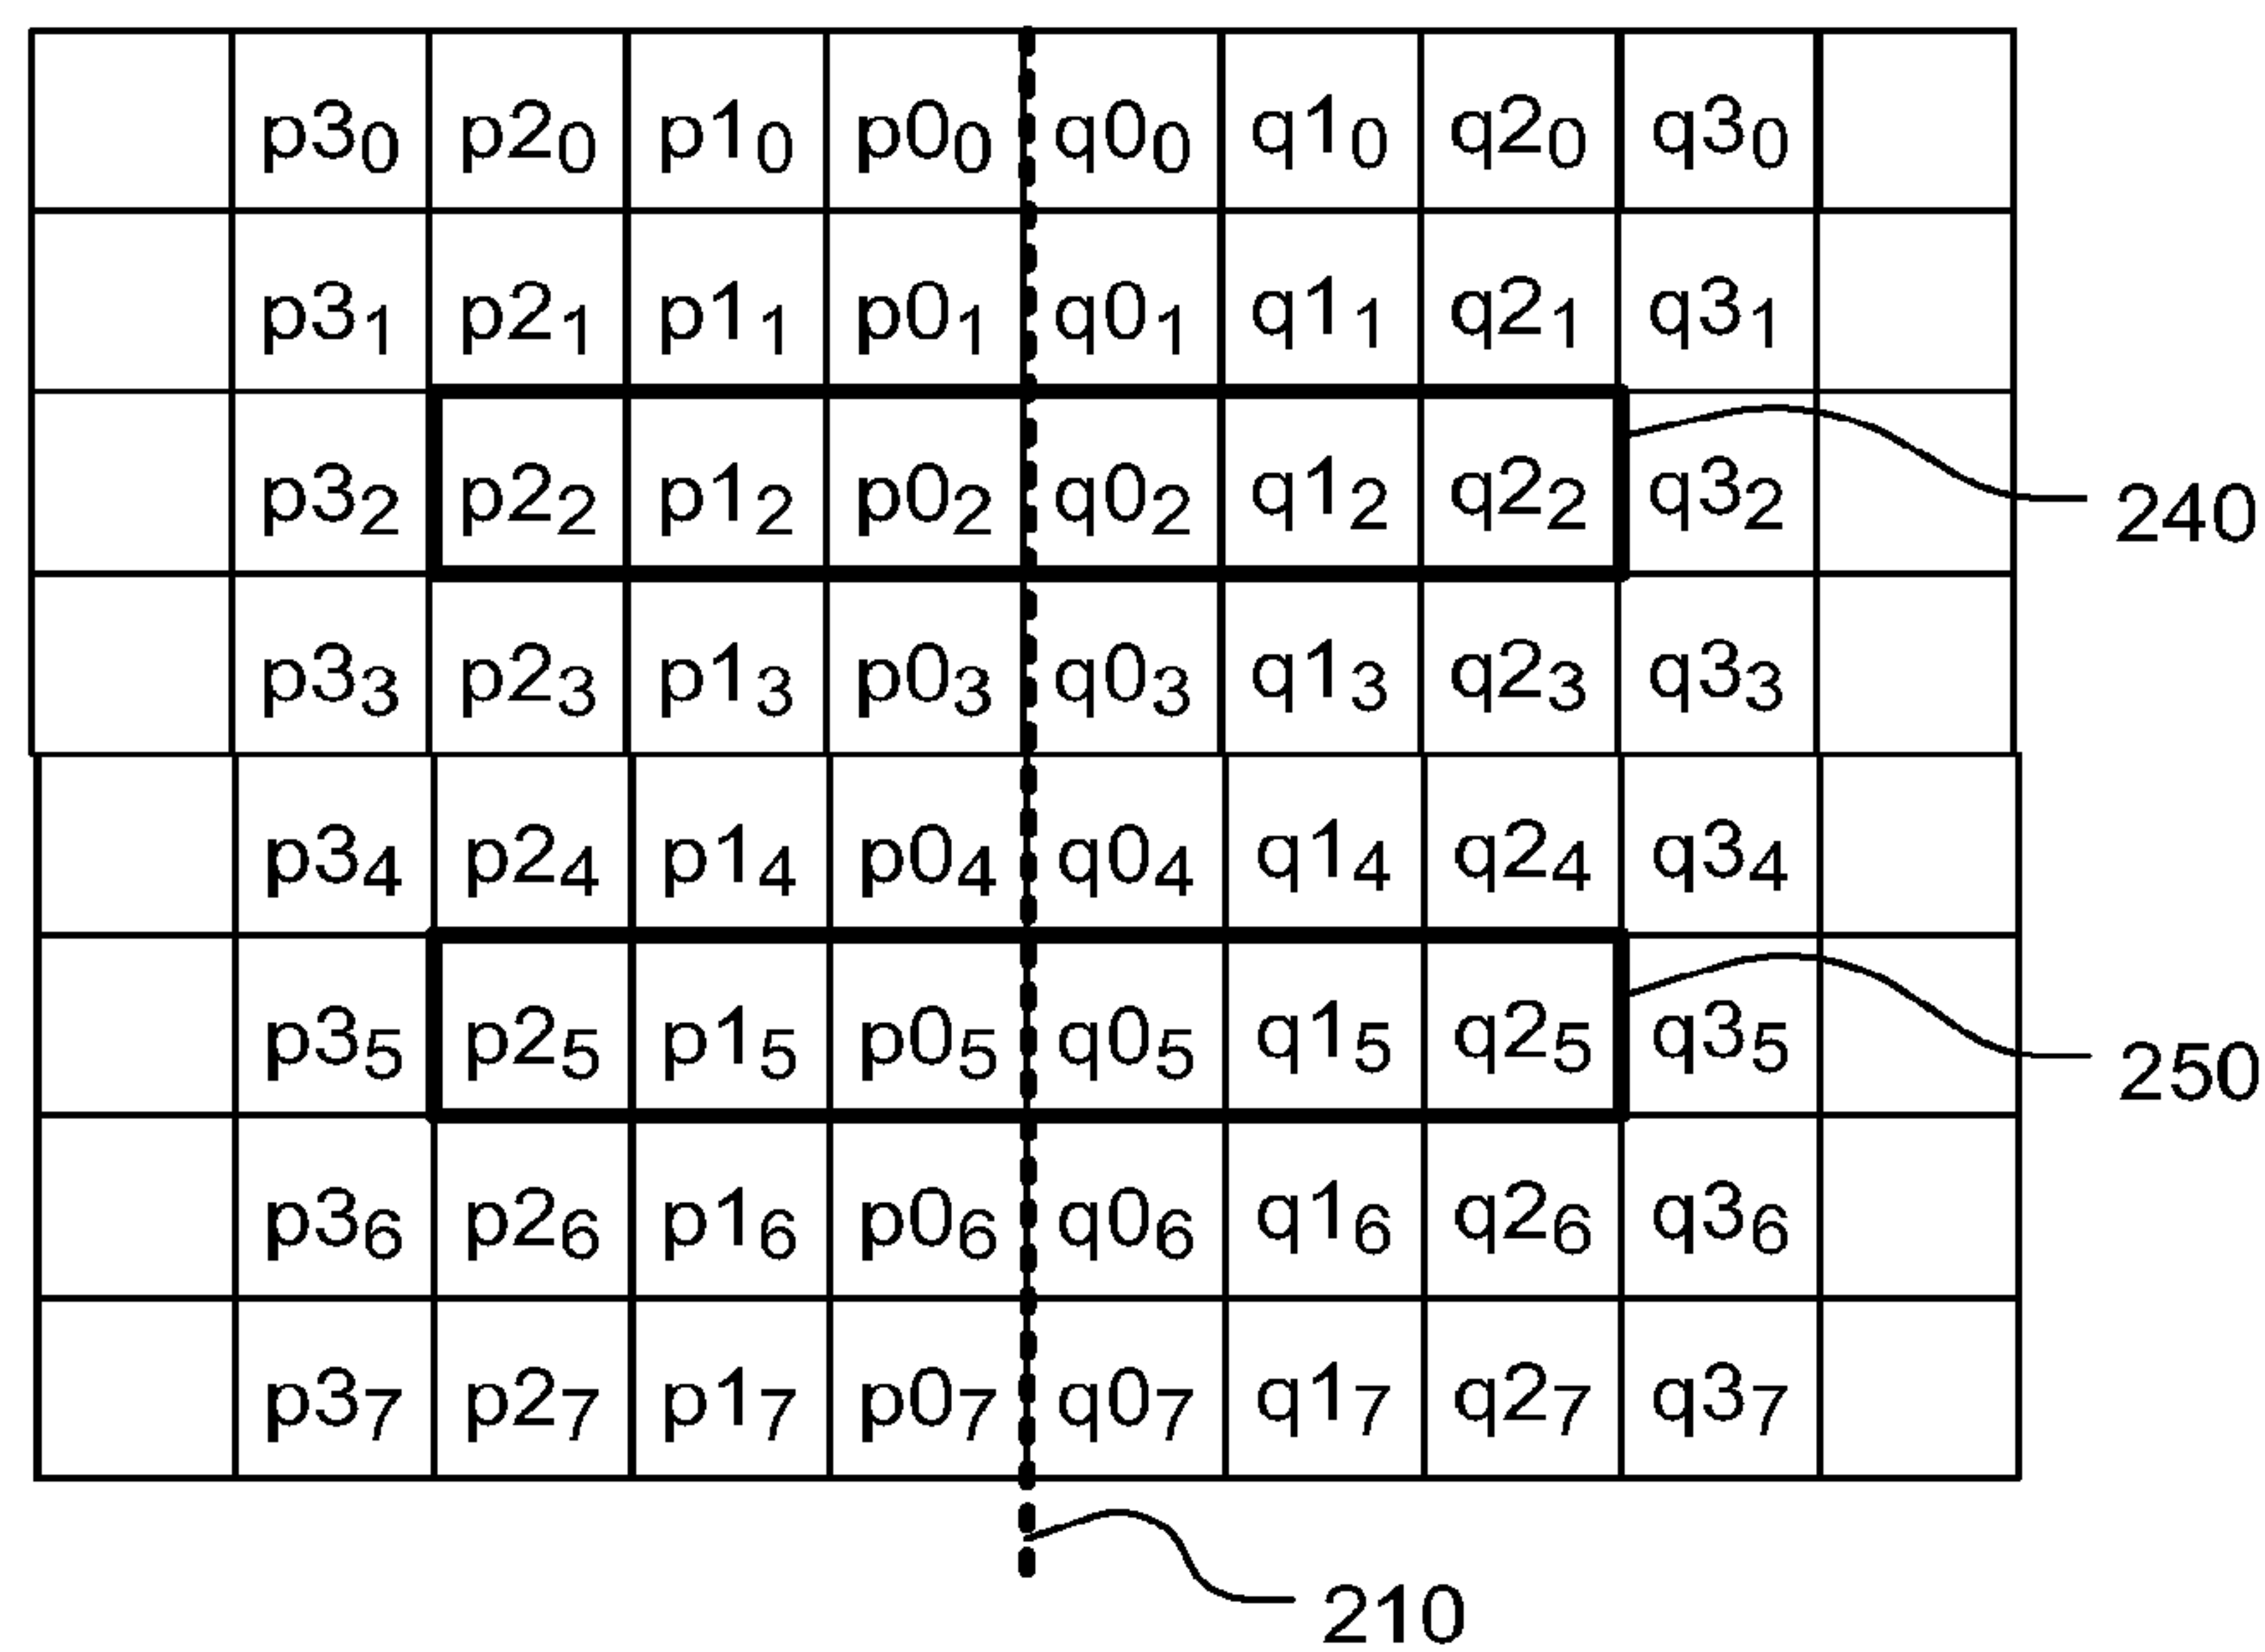 p3₀ p2₀ p1₀ p0₀ q0₀ q1₀ q2₀ q3₀
p3₁ p2₁ p1₁ p0₁ q0₁ q1₁ q2₁ q3₁
p3₂ p2₂ p1₂ p0₂ q0₂ q1₂ q2₂ q3₂ 240
p3₃ p2₃ p1₃ p0₃ q0₃ q1₃ q2₃ q3₃
p3₄ p2₄ p1₄ p0₄ q0₄ q1₄ q2₄ q3₄
p3₅ p2₅ p1₅ p0₅ q0₅ q1₅ q2₅ q3₅ 250
p3₆ p2₆ p1₆ p0₆ q0₆ q1₆ q2₆ q3₆
p3₇ p2₇ p1₇ p0₇ q0₇ q1₇ q2₇ q3₇
210